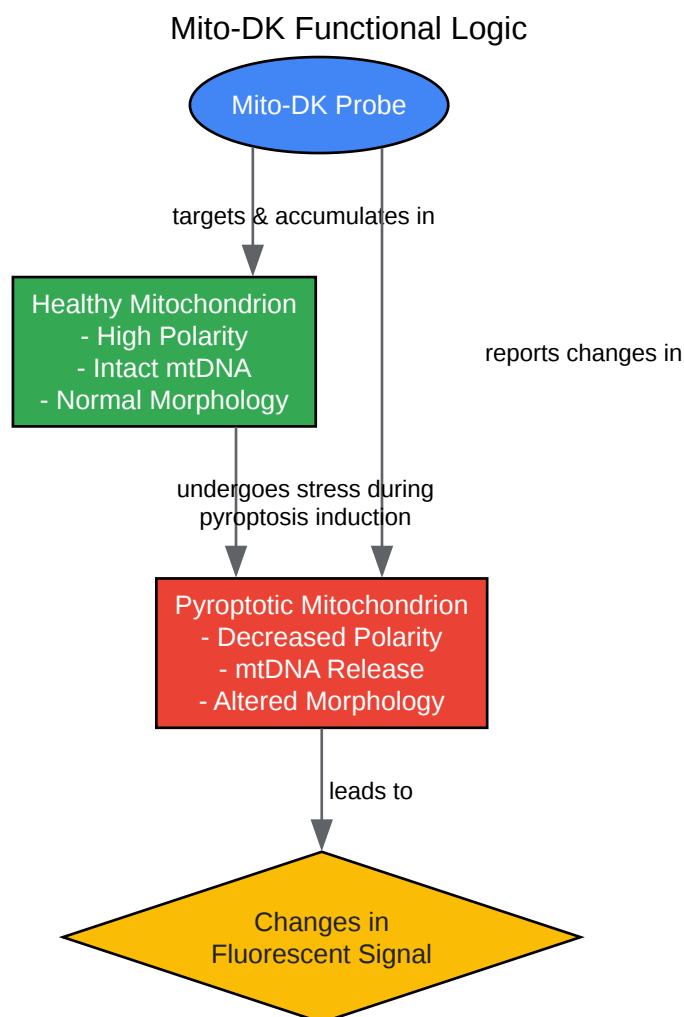 Mito-DK Functional Logic
Mito-DK Probe
targets & accumulates in
Healthy Mitochondrion
- High Polarity
- Intact mtDNA
- Normal Morphology
reports changes in
undergoes stress during
pyroptosis induction
Pyroptotic Mitochondrion
- Decreased Polarity
- mtDNA Release
- Altered Morphology
leads to
Changes in
Fluorescent Signal